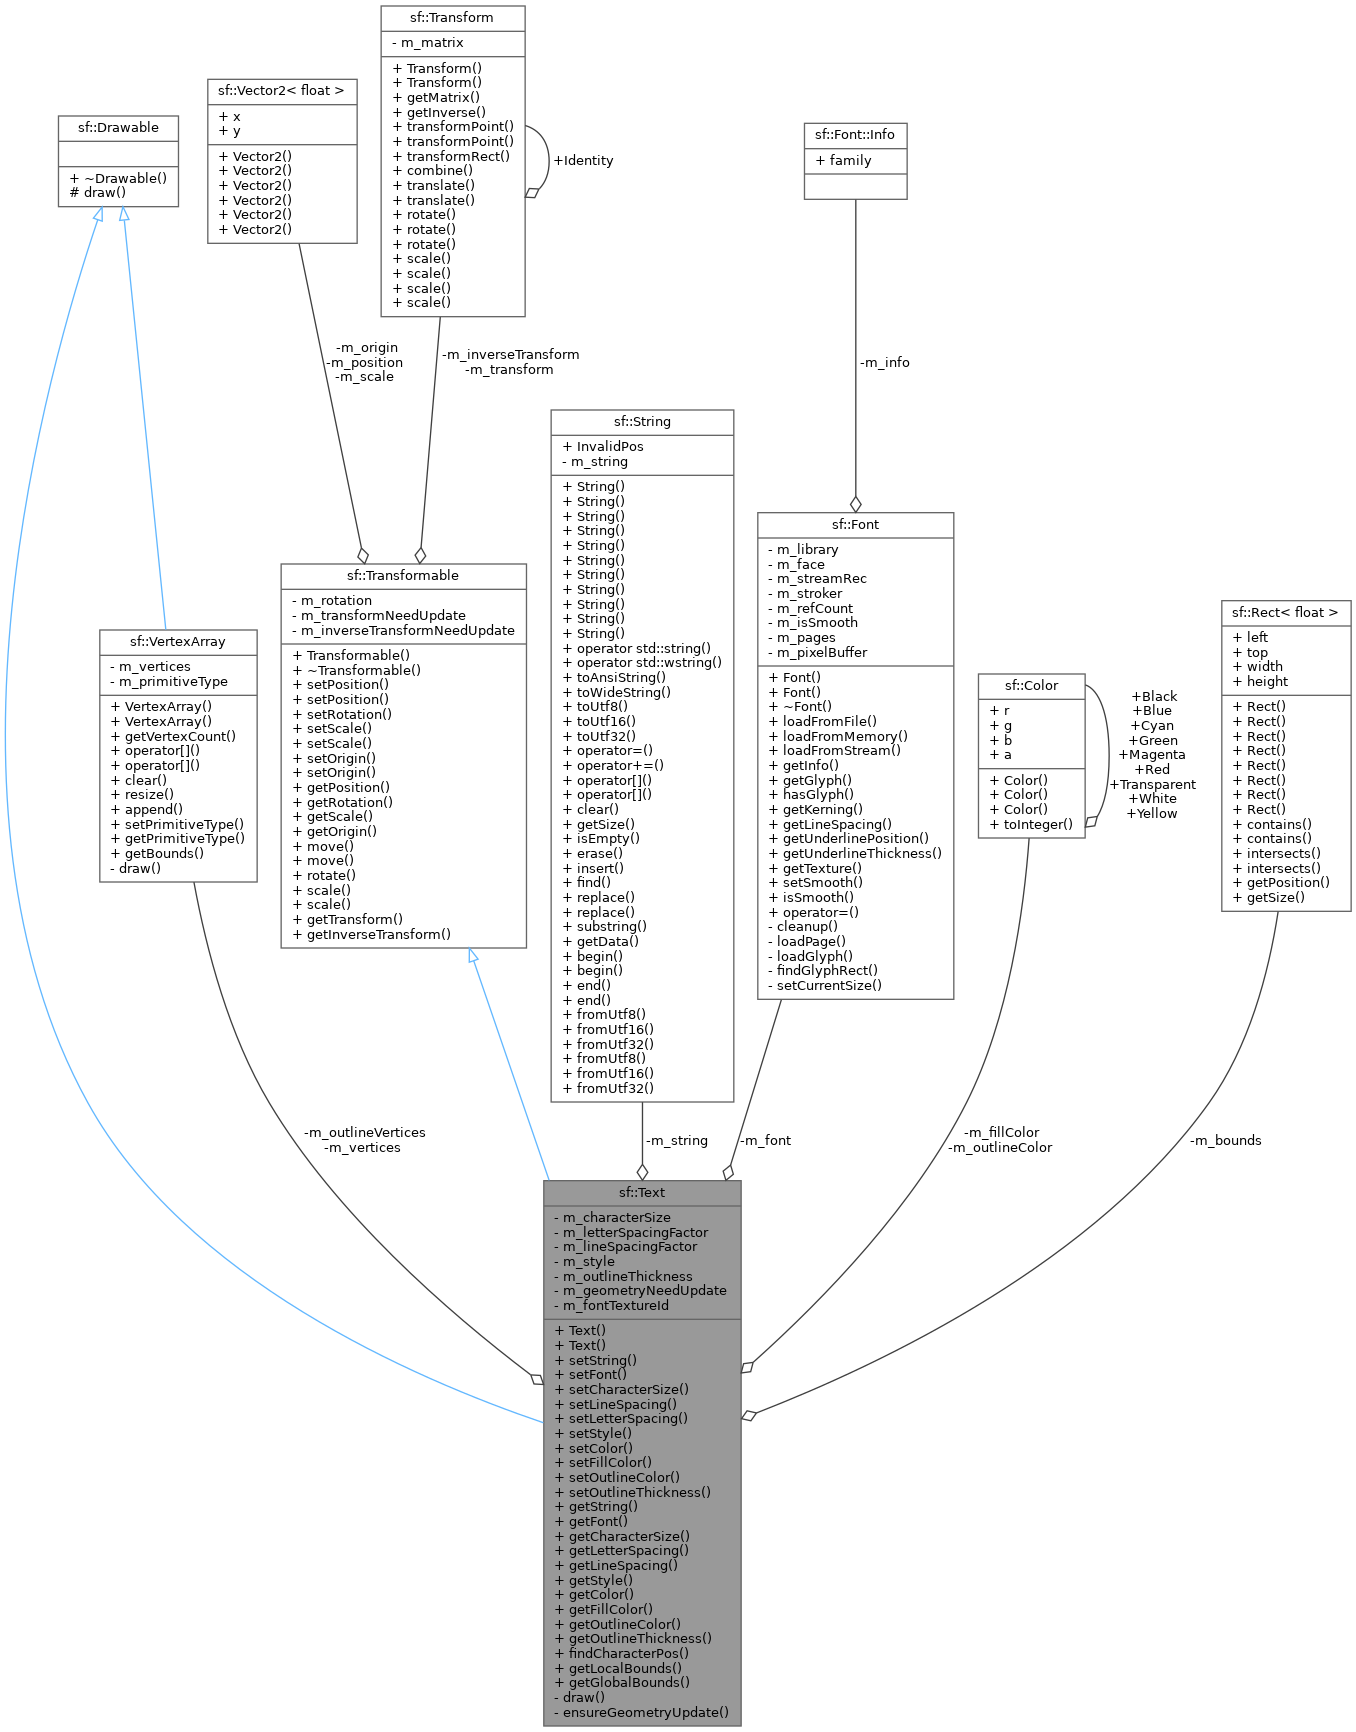 sf::Transform
- m_matrix
+ Transform()
+ Transform()
+ getMatrix()
+ getInverse()
+ transformPoint()
+ transformPoint()
+ transformRect()
+ combine()
+ translate()
+ translate()
+ rotate()
+ rotate()
+ rotate()
+ scale()
+ scale()
+ scale()
+ scale()
+Identity
sf::Vector2< float >
+ x
+ y
+ Vector2()
+ Vector2()
+ Vector2()
+ Vector2()
+ Vector2()
+ Vector2()
sf::Drawable
+ ~Drawable()
# draw()
sf::Font::Info
+ family
-m_origin
-m_position
-m_scale
-m_inverseTransform
-m_transform
-m_info
sf::String
+ InvalidPos
- m_string
+ String()
+ String()
+ String()
+ String()
+ String()
+ String()
+ String()
+ String()
+ String()
+ String()
+ String()
+ operator std::string()
+ operator std::wstring()
+ toAnsiString()
+ toWideString()
+ toUtf8()
+ toUtf16()
+ toUtf32()
+ operator=()
+ operator+=()
+ operator[]()
+ operator[]()
+ clear()
+ getSize()
+ isEmpty()
+ erase()
+ insert()
+ find()
+ replace()
+ replace()
+ substring()
+ getData()
+ begin()
+ begin()
+ end()
+ end()
+ fromUtf8()
+ fromUtf16()
+ fromUtf32()
+ fromUtf8()
+ fromUtf16()
+ fromUtf32()
sf::Font
- m_library
- m_face
- m_streamRec
- m_stroker
- m_refCount
- m_isSmooth
- m_pages
- m_pixelBuffer
+ Font()
+ Font()
+ ~Font()
+ loadFromFile()
+ loadFromMemory()
+ loadFromStream()
+ getInfo()
+ getGlyph()
+ hasGlyph()
+ getKerning()
+ getLineSpacing()
+ getUnderlinePosition()
+ getUnderlineThickness()
+ getTexture()
+ setSmooth()
+ isSmooth()
+ operator=()
- cleanup()
- loadPage()
- loadGlyph()
- findGlyphRect()
- setCurrentSize()
sf::Transformable
- m_rotation
- m_transformNeedUpdate
- m_inverseTransformNeedUpdate
+ Transformable()
+ ~Transformable()
+ setPosition()
+ setPosition()
+ setRotation()
+ setScale()
+ setScale()
+ setOrigin()
+ setOrigin()
+ getPosition()
+ getRotation()
+ getScale()
+ getOrigin()
+ move()
+ move()
+ rotate()
+ scale()
+ scale()
+ getTransform()
+ getInverseTransform()
sf::VertexArray
- m_vertices
- m_primitiveType
+ VertexArray()
+ VertexArray()
+ getVertexCount()
+ operator[]()
+ operator[]()
+ clear()
+ resize()
+ append()
+ setPrimitiveType()
+ getPrimitiveType()
+ getBounds()
- draw()
sf::Color
+ r
+ g
+ b
+ a
+ Color()
+ Color()
+ Color()
+ toInteger()
+Black
+Blue
+Cyan
+Green
+Magenta
+Red
+Transparent
+White
+Yellow
sf::Rect< float >
+ left
+ top
+ width
+ height
+ Rect()
+ Rect()
+ Rect()
+ Rect()
+ Rect()
+ Rect()
+ Rect()
+ Rect()
+ contains()
+ contains()
+ intersects()
+ intersects()
+ getPosition()
+ getSize()
-m_outlineVertices
-m_vertices
-m_string
-m_font
-m_fillColor
-m_outlineColor
-m_bounds
sf::Text
- m_characterSize
- m_letterSpacingFactor
- m_lineSpacingFactor
- m_style
- m_outlineThickness
- m_geometryNeedUpdate
- m_fontTextureId
+ Text()
+ Text()
+ setString()
+ setFont()
+ setCharacterSize()
+ setLineSpacing()
+ setLetterSpacing()
+ setStyle()
+ setColor()
+ setFillColor()
+ setOutlineColor()
+ setOutlineThickness()
+ getString()
+ getFont()
+ getCharacterSize()
+ getLetterSpacing()
+ getLineSpacing()
+ getStyle()
+ getColor()
+ getFillColor()
+ getOutlineColor()
+ getOutlineThickness()
+ findCharacterPos()
+ getLocalBounds()
+ getGlobalBounds()
- draw()
- ensureGeometryUpdate()